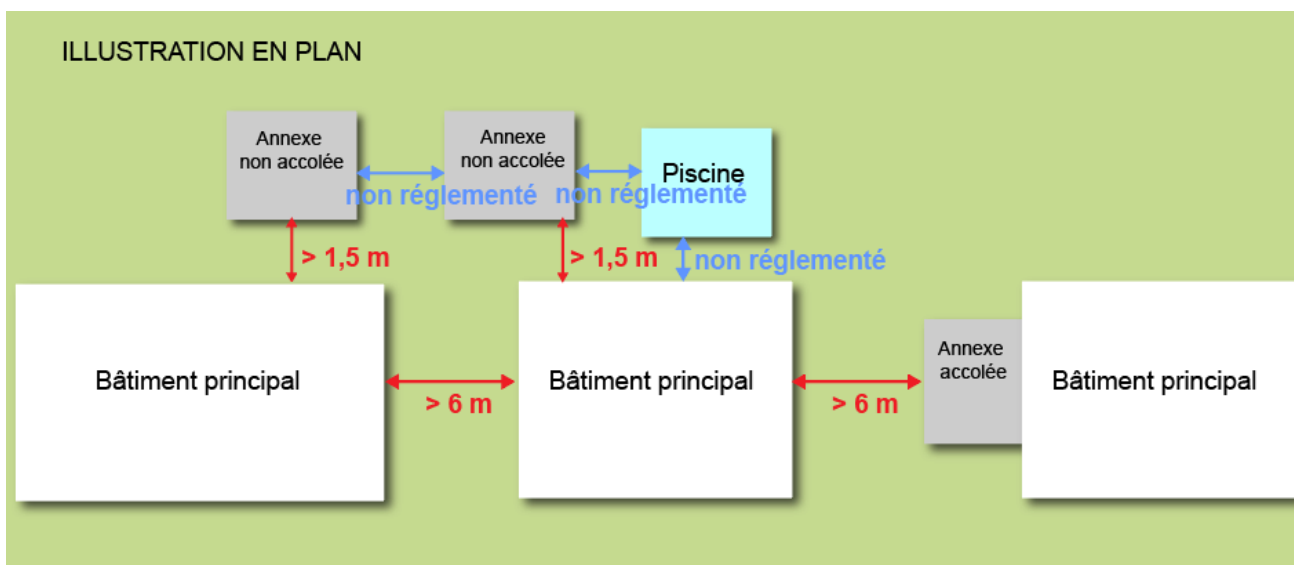 ILLUSTRATION EN PLAN
Annexe
non accolée
Annexe
non accolée
Piscine
non réglementé
non réglementé
> 1,5 m
> 1,5 m
non réglementé
Bâtiment principal
> 6 m
Bâtiment principal
> 6 m
Annexe
accolée
Bâtiment principal